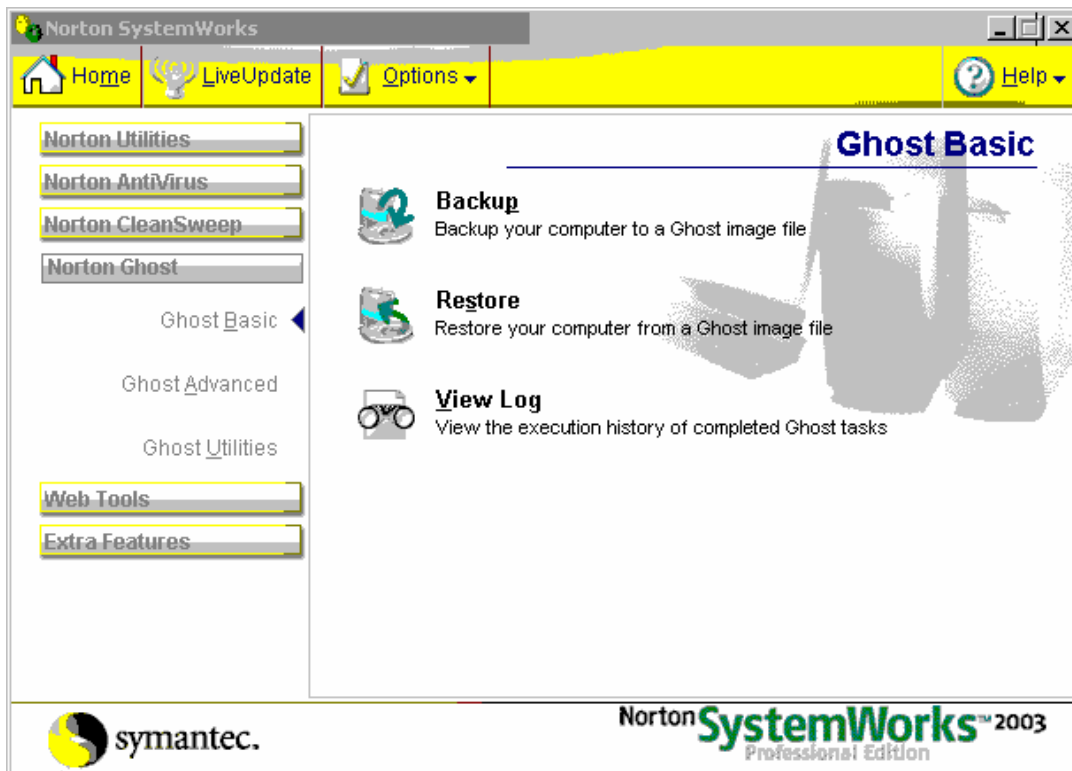 Norton SystemWorks
Home LiveUpdate Options Help
Norton Utilities
Norton AntiVirus
Norton CleanSweep
Norton Ghost
Ghost Basic
Ghost Advanced
Ghost Utilities
Web Tools
Extra Features
Ghost Basic
Backup
Backup your computer to a Ghost image file
Restore
Restore your computer from a Ghost image file
View Log
View the execution history of completed Ghost tasks
symantec.
Norton SystemWorks™ 2003
Professional Edition